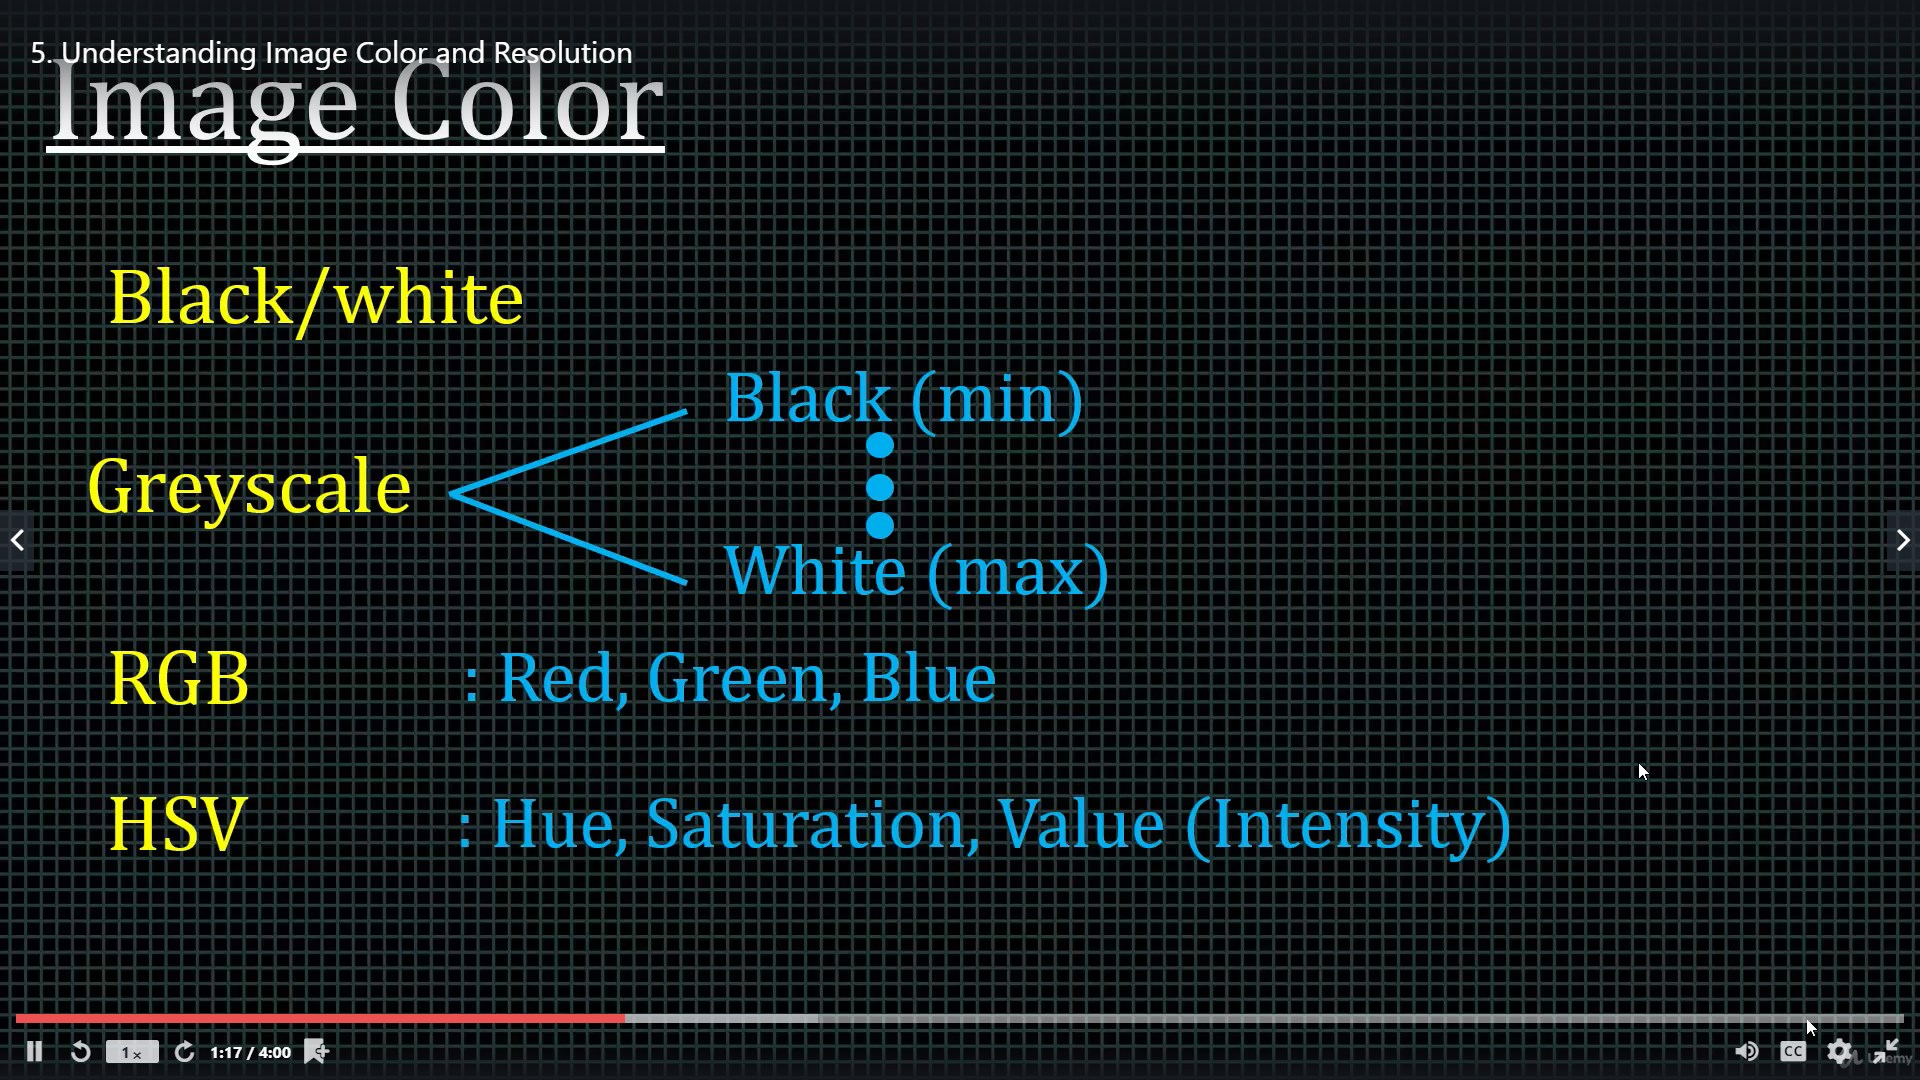 5. Understanding Image Color and Resolution
Image Color
Black/white
Black (min)
Greyscale
White (max)
RGB : Red, Green, Blue
HSV : Hue, Saturation, Value (Intensity)
1x 1:17 / 4:00 CC